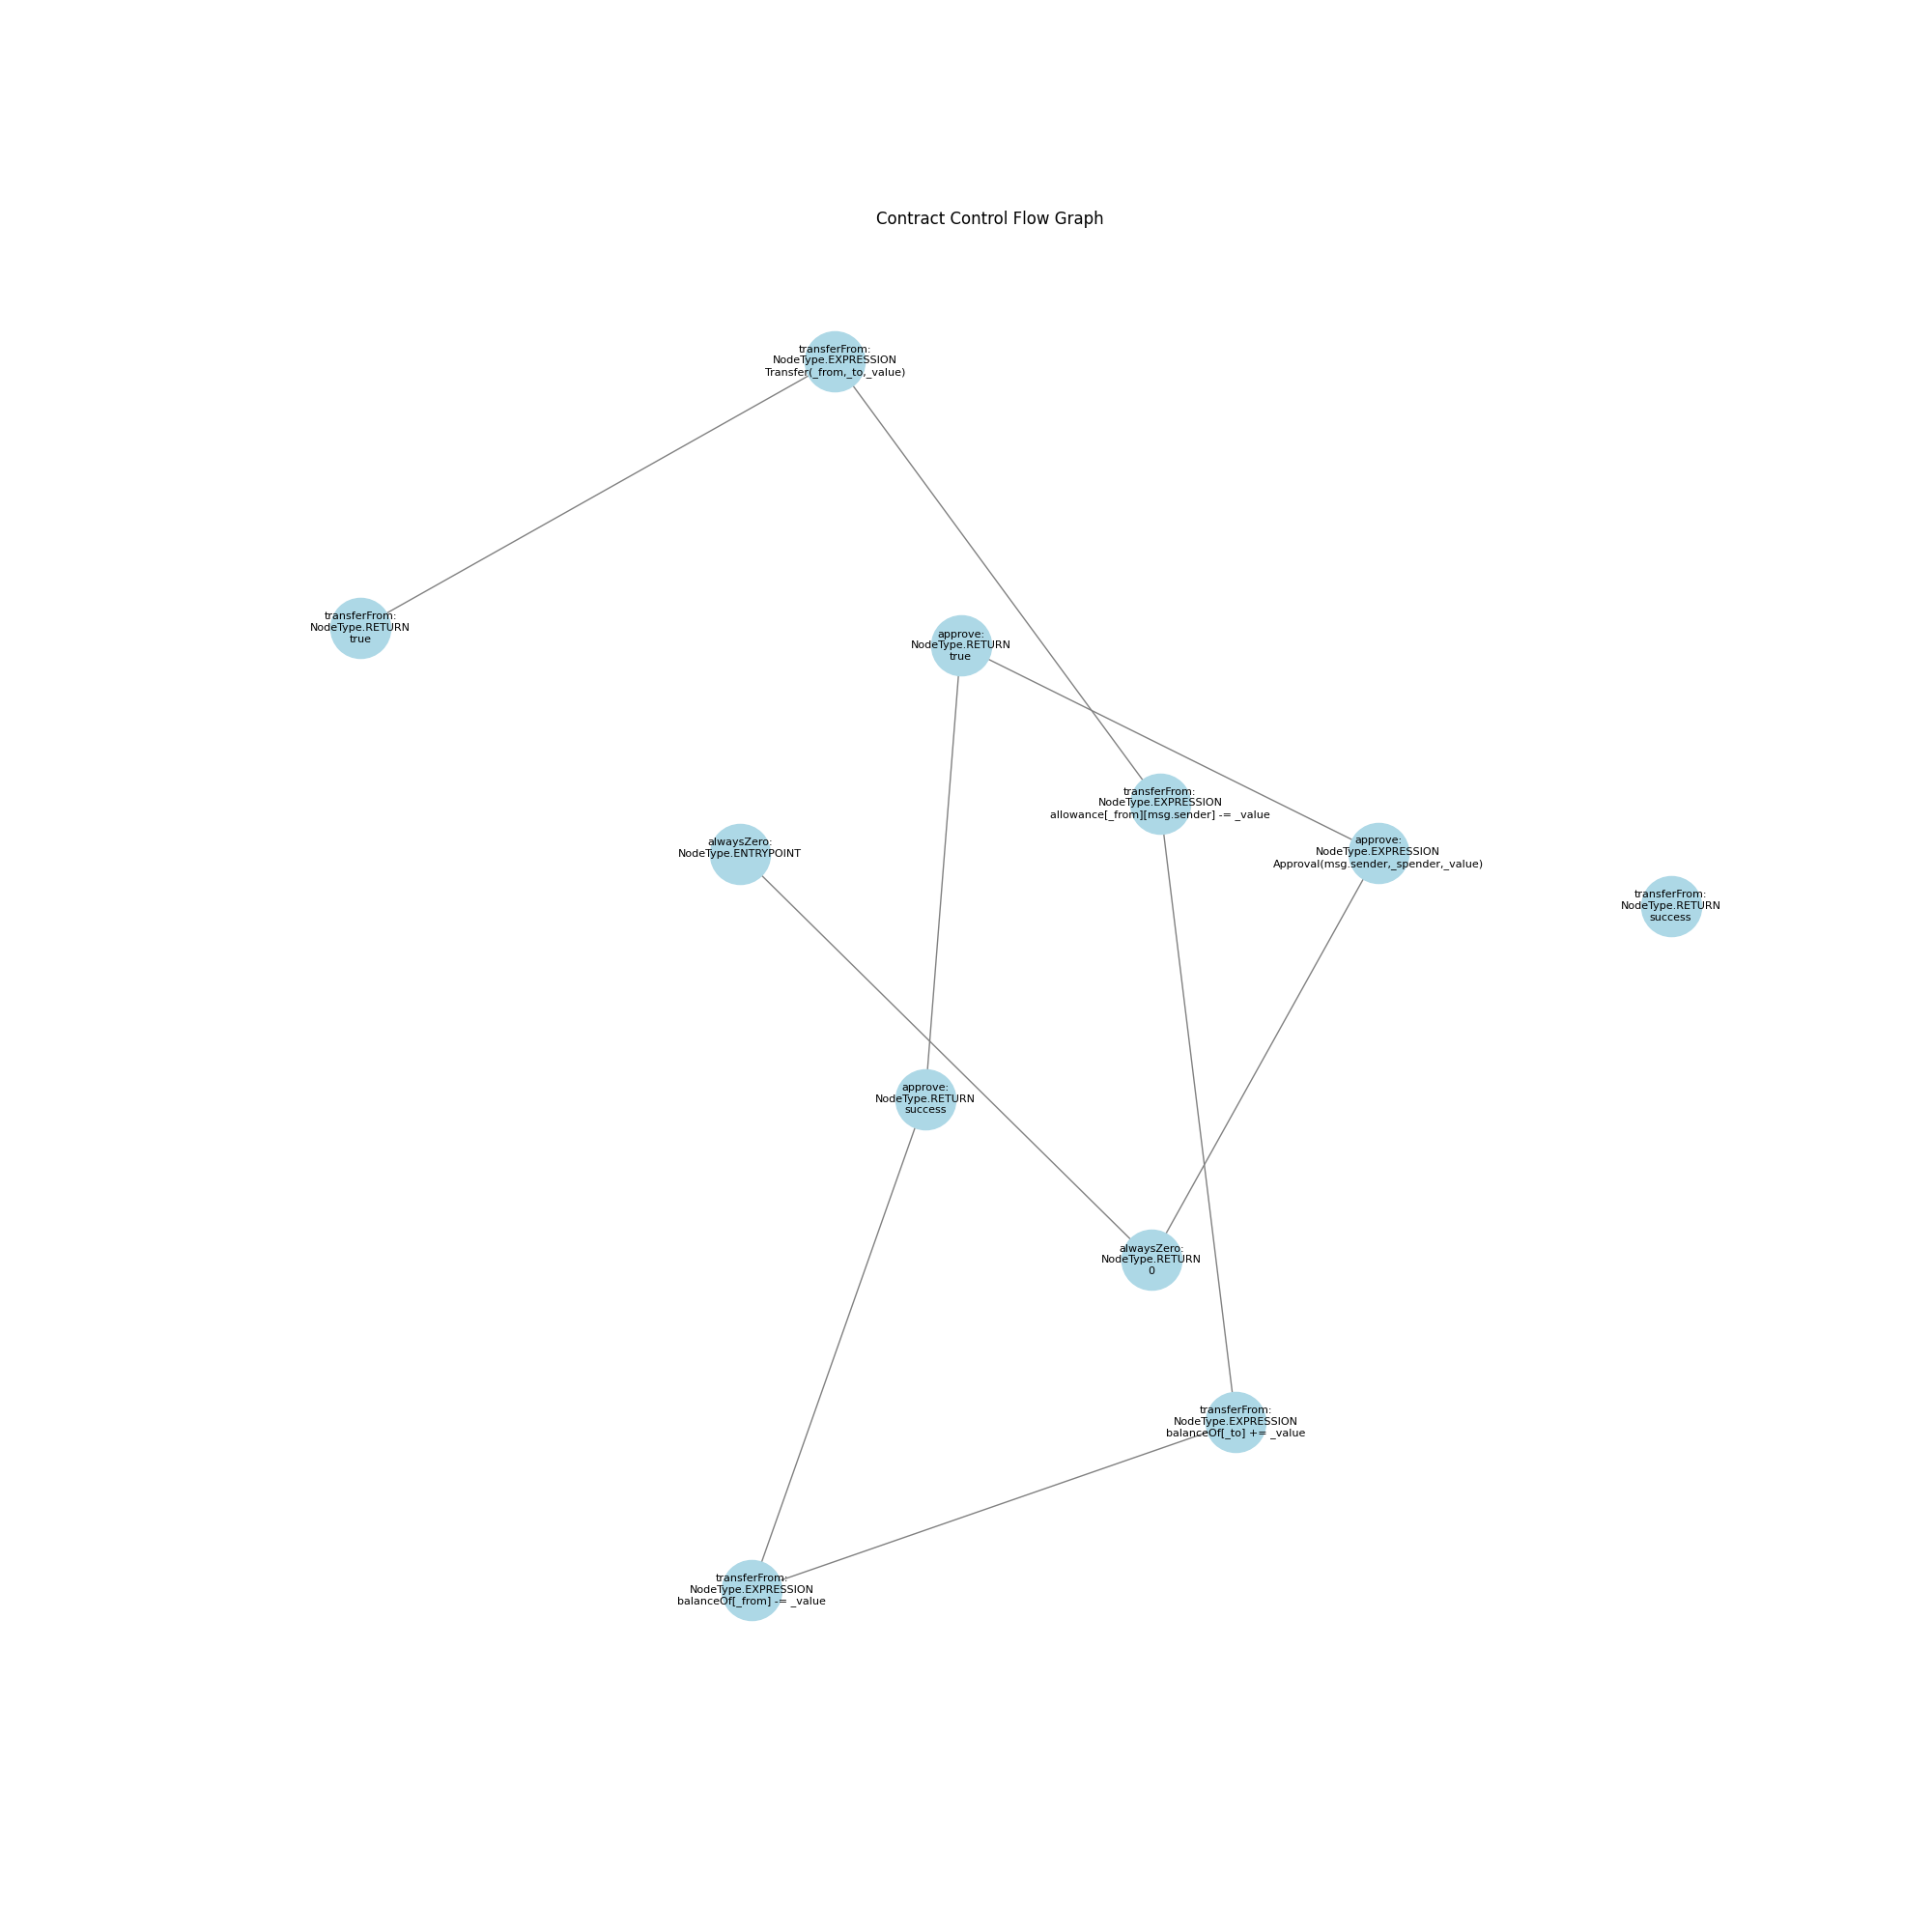 Contract Control Flow Graph
transferFrom:
NodeType.EXPRESSION
Transfer(_from,_to,_value)
transferFrom:
NodeType.RETURN
true
approve:
NodeType.RETURN
true
transferFrom:
NodeType.EXPRESSION
allowance[_from][msg.sender] -= _value
alwaysZero:
NodeType.ENTRYPOINT
approve:
NodeType.EXPRESSION
Approval(msg.sender,_spender,_value)
transferFrom:
NodeType.RETURN
success
approve:
NodeType.RETURN
success
alwaysZero:
NodeType.RETURN
0
transferFrom:
NodeType.EXPRESSION
balanceOf[_to] += _value
transferFrom:
NodeType.EXPRESSION
balanceOf[_from] -= _value